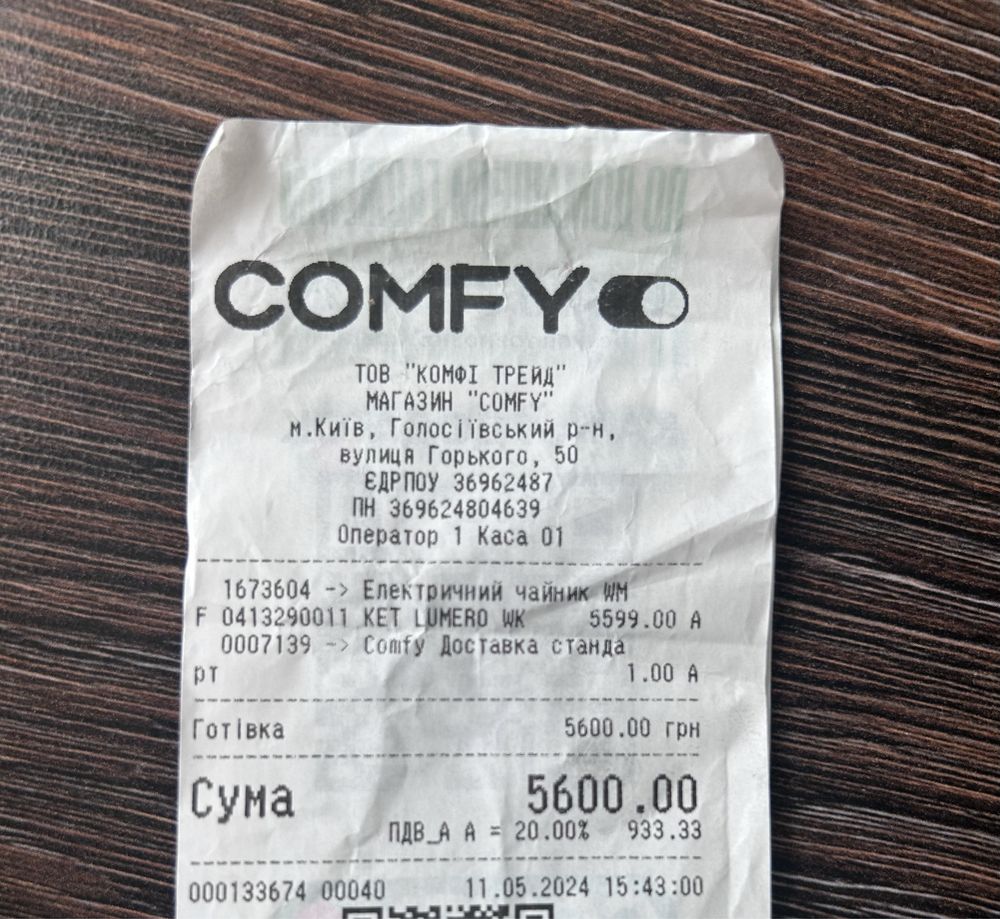 COMFY
ТОВ "КОМФІ ТРЕЙД"
МАГАЗИН "COMFY"
м.Київ, Голосіївський р-н,
вулиця Горького, 50
ЄДРПОУ 36962487
ПН 369624804639
Оператор 1 Каса 01
1673604 -> Електричний чайник WM
F 0413290011 KET LUMERO WK 5599.00 А
0007139 -> Comfy Доставка станда
рт 1.00 А
Готівка 5600.00 грн
Сума 5600.00
ПДВ_А А = 20.00% 933.33
000133674 00040 11.05.2024 15:43:00